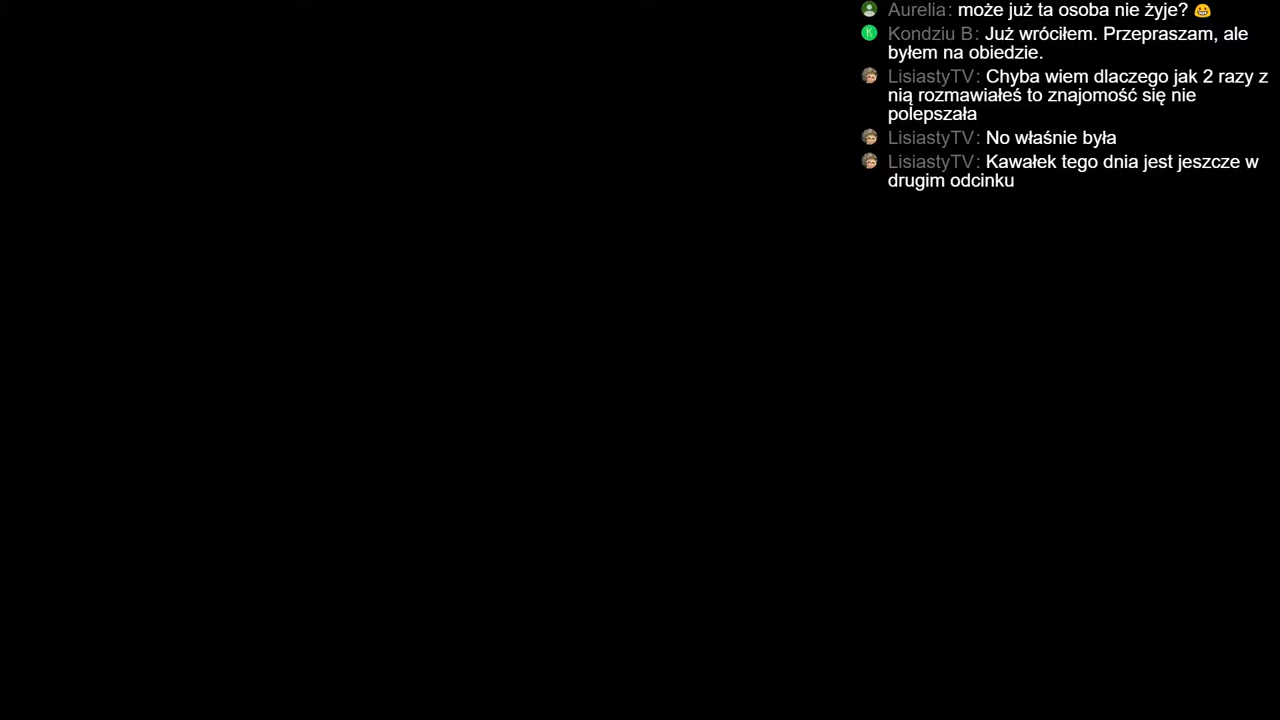 Aurelia: może już ta osoba nie żyje? 😀
Kondziu B: Już wróciłem. Przepraszam, ale
byłem na obiedzie.
LisiastyTV: Chyba wiem dlaczego jak 2 razy z
nią rozmawiałeś to znajomość się nie
polepszała
LisiastyTV: No właśnie była
LisiastyTV: Kawałek tego dnia jest jeszcze w
drugim odcinku